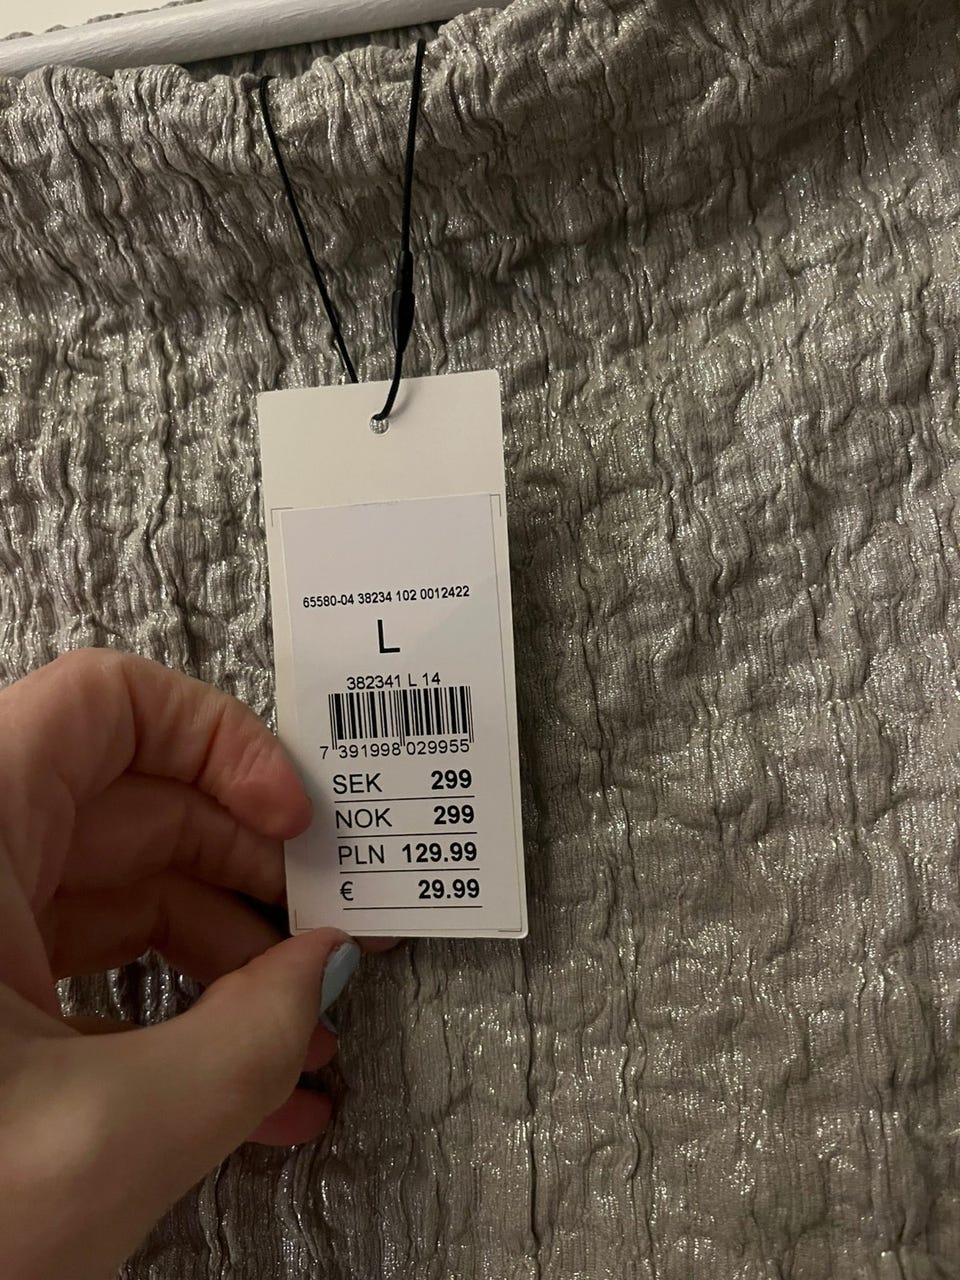 65580-04 38234 102 0012422
L
382341 L 14
7 391998 029955
SEK 299
NOK 299
PLN 129.99
€ 29.99